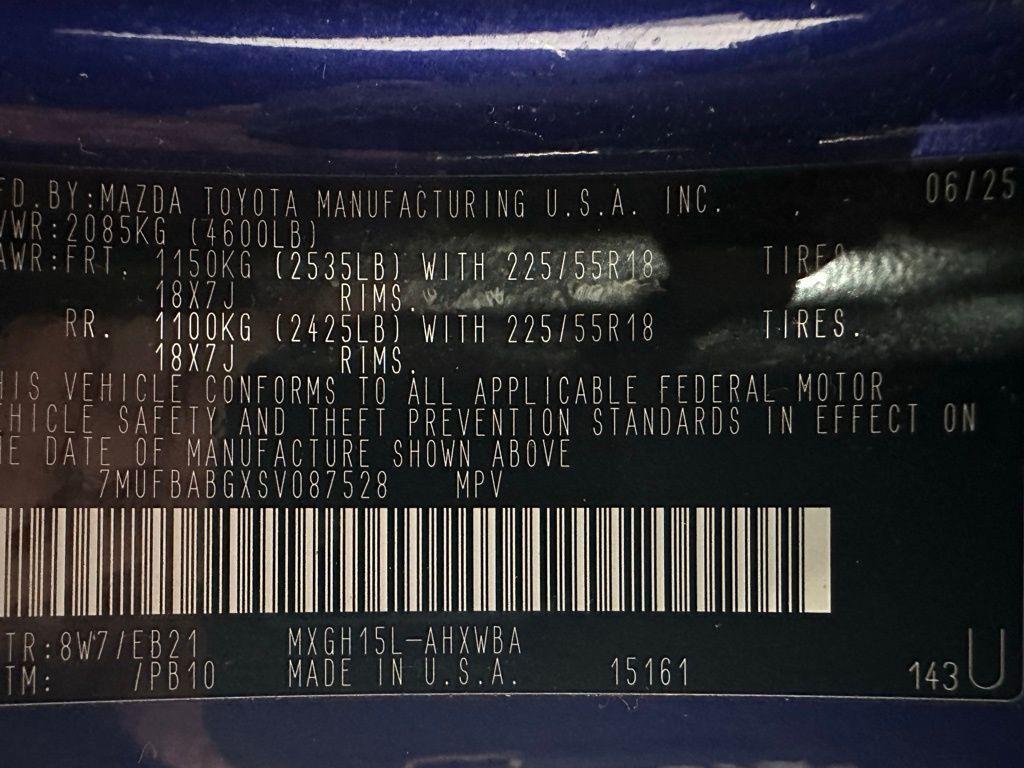 FD. BY:MAZDA TOYOTA MANUFACTURING U.S.A. INC. 06/25
VWR:2085KG (4600LB)
AWR:FRT. 1150KG (2535LB) WITH 225/55R18 TIRES
18X7J RIMS.
RR. 1100KG (2425LB) WITH 225/55R18 TIRES.
18X7J RIMS.
HIS VEHICLE CONFORMS TO ALL APPLICABLE FEDERAL MOTOR
EHICLE SAFETY AND THEFT PREVENTION STANDARDS IN EFFECT ON
E DATE OF MANUFACTURE SHOWN ABOVE
7MUFBABGXSV087528 MPV
TR:8W7/EB21 MXGH15L-AHXWBA
TM: /PB10 MADE IN U.S.A. 15161 143U